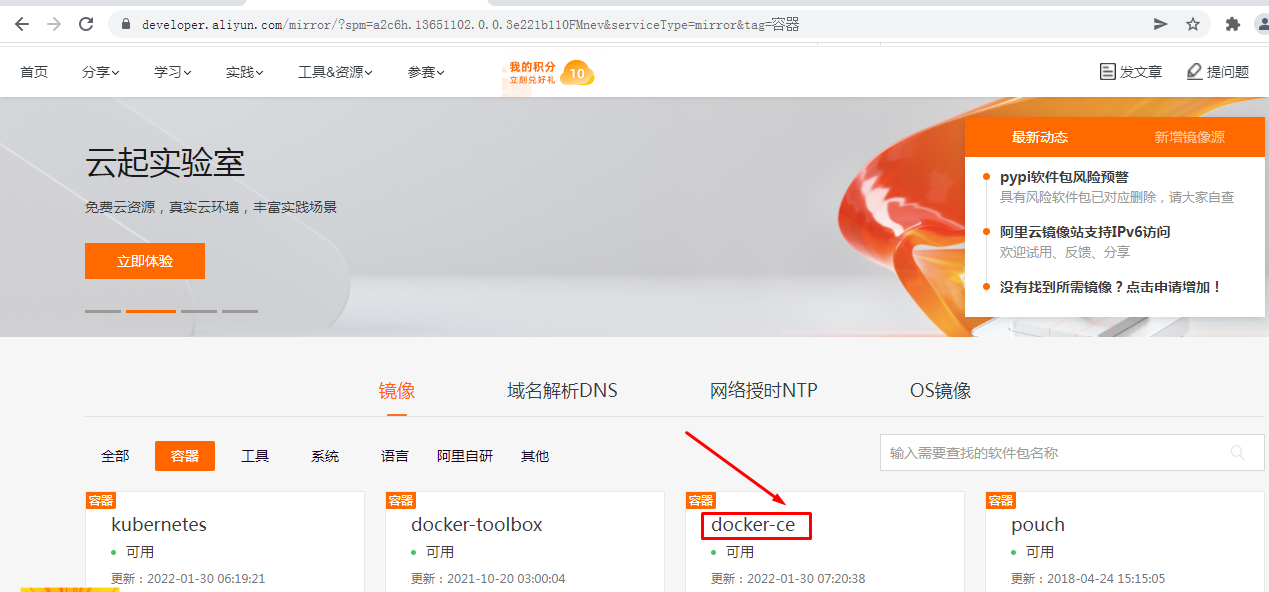 developer.aliyun.com/mirror/?spm=a2c6h.13651102.0.0.3e221b110FMnev&serviceType=mirror&tag=容器
首页 分享 学习 实践 工具&资源 参赛 我的积分 立刻兑好礼 10 发文章 提问题
云起实验室
免费云资源，真实云环境，丰富实践场景
立即体验
最新动态 新增镜像源
pypi软件包风险预警
具有风险软件包已对应删除，请大家自查
阿里云镜像站支持IPv6访问
欢迎试用、反馈、分享
没有找到所需镜像？点击申请增加！
镜像 域名解析DNS 网络授时NTP OS镜像
全部 容器 工具 系统 语言 阿里自研 其他 输入需要查找的软件包名称
容器 容器 容器 容器
kubernetes docker-toolbox docker-ce pouch
可用 可用 可用 可用
更新：2022-01-30 06:19:21 更新：2021-10-20 03:00:04 更新：2022-01-30 07:20:38 更新：2018-04-24 15:15:05